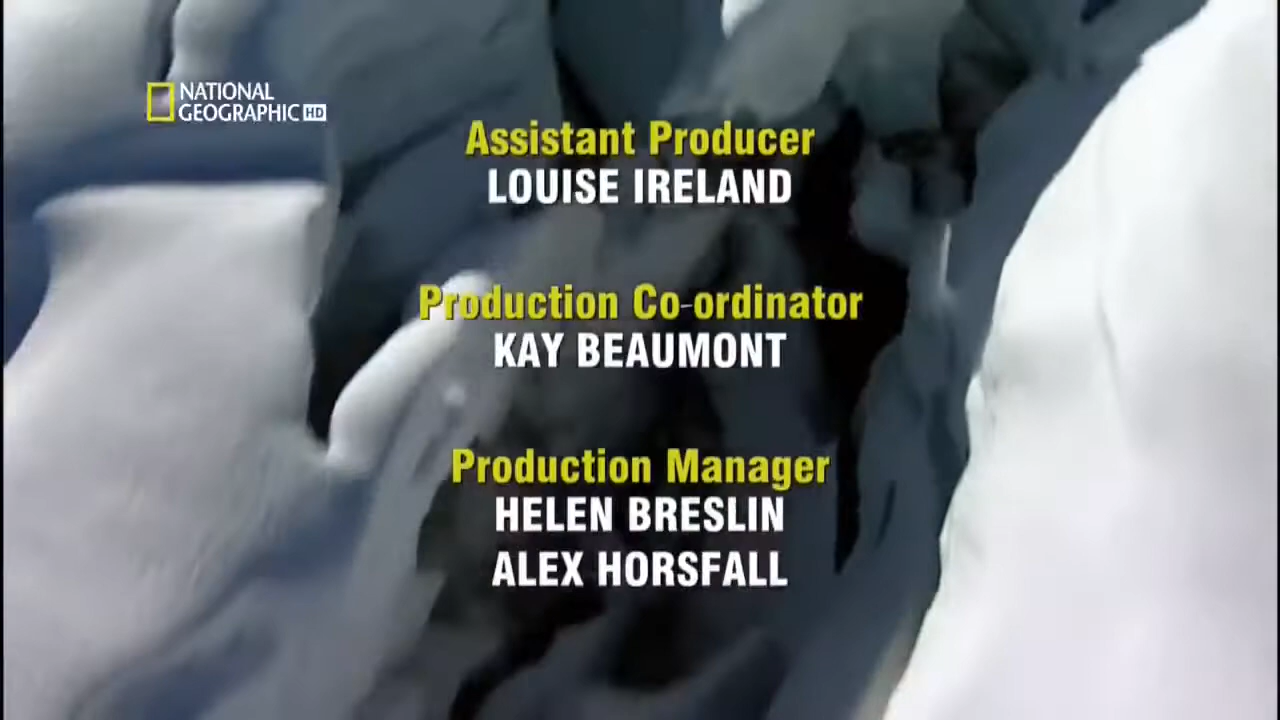 NATIONAL
GEOGRAPHIC HD
Assistant Producer
LOUISE IRELAND
Production Co-ordinator
KAY BEAUMONT
Production Manager
HELEN BRESLIN
ALEX HORSFALL